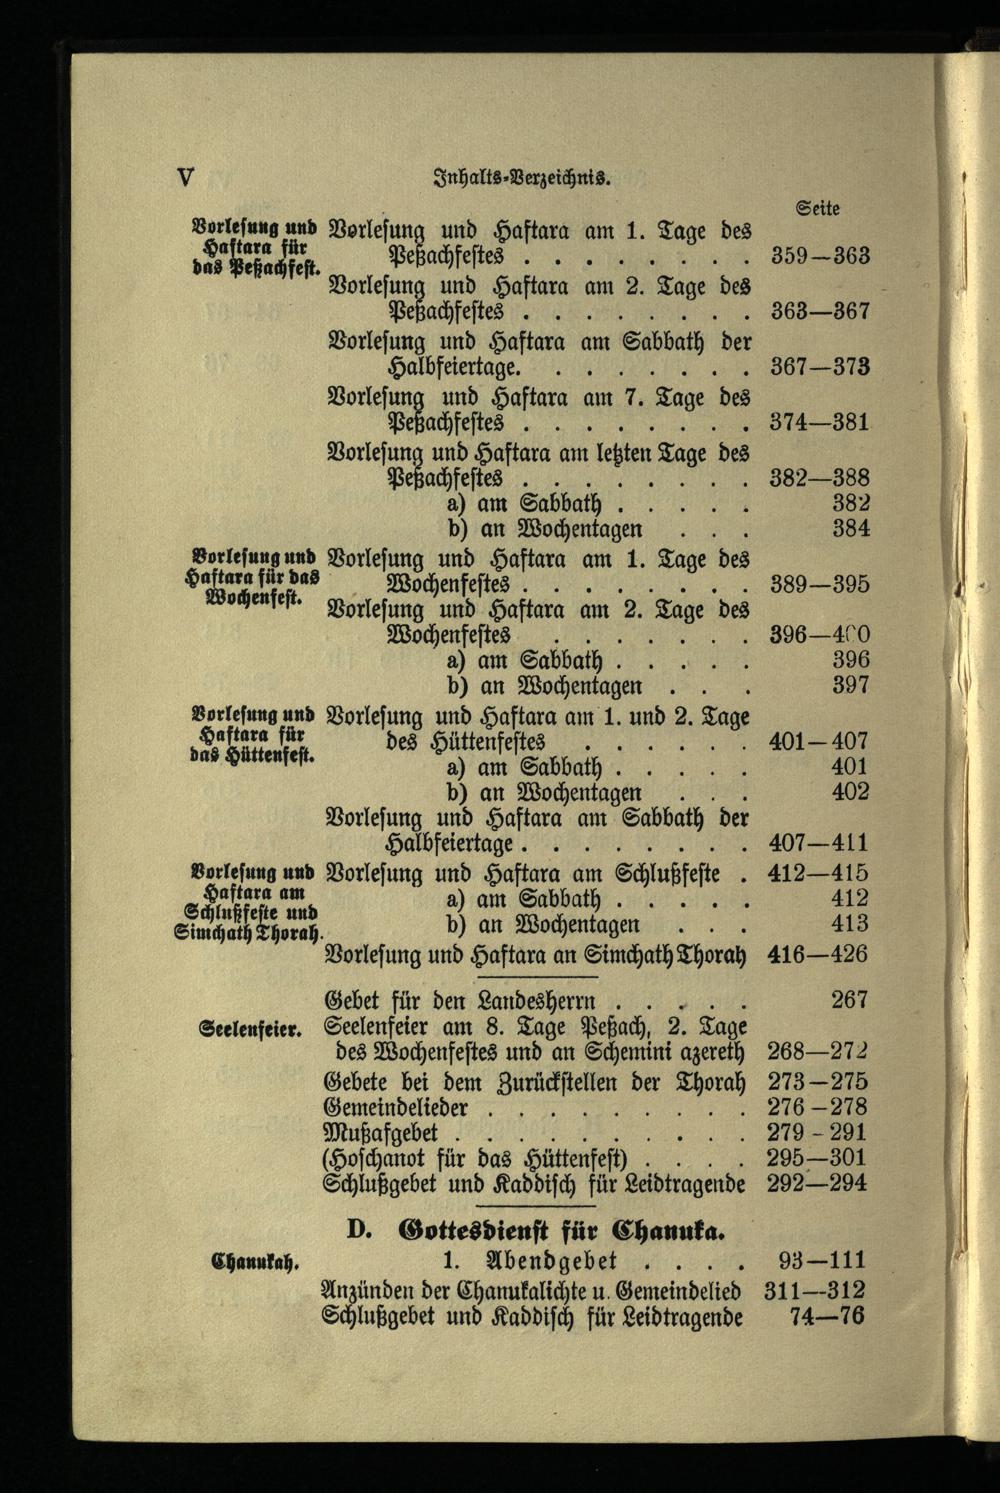 V Inhalts-Verzeichnis.
Seite
Vorlesung und
Haftara für
das Peßachfest.
Vorlesung und Haftara am 1. Tage des
Peßachfestes . . . . . . . . 359—363
Vorlesung und Haftara am 2. Tage des
Peßachfestes . . . . . . . . 363—367
Vorlesung und Haftara am Sabbath der
Halbfeiertage. . . . . . . . 367—373
Vorlesung und Haftara am 7. Tage des
Peßachfestes . . . . . . . . 374—381
Vorlesung und Haftara am letzten Tage des
Peßachfestes . . . . . . . . 382—388
a) am Sabbath . . . . . 382
b) an Wochentagen . . . 384
Vorlesung und
Haftara für das
Wochenfest.
Vorlesung und Haftara am 1. Tage des
Wochenfestes . . . . . . . . 389—395
Vorlesung und Haftara am 2. Tage des
Wochenfestes . . . . . . . 396—400
a) am Sabbath . . . . . 396
b) an Wochentagen . . . 397
Vorlesung und
Haftara für
das Hüttenfest.
Vorlesung und Haftara am 1. und 2. Tage
des Hüttenfestes . . . . . . 401—407
a) am Sabbath . . . . . 401
b) an Wochentagen . . . 402
Vorlesung und Haftara am Sabbath der
Halbfeiertage . . . . . . . . 407—411
Vorlesung und
Haftara am
Schlußfeste und
Simchath Thorah.
Vorlesung und Haftara am Schlußfeste . 412—415
a) am Sabbath . . . . . 412
b) an Wochentagen . . . 413
Vorlesung und Haftara an Simchath Thorah 416—426
Gebet für den Landesherrn . . . . . 267
Seelenfeier.
Seelenfeier am 8. Tage Peßach, 2. Tage
des Wochenfestes und an Schemini azereth 268—272
Gebete bei dem Zurückstellen der Thorah 273—275
Gemeindelieder . . . . . . . . . 276—278
Mußafgebet . . . . . . . . . . 279-291
(Hoschanot für das Hüttenfest) . . . . 295—301
Schlußgebet und Kaddisch für Leidtragende 292—294
D. Gottesdienst für Chanuka.
Chanukah.
1. Abendgebet . . . . 93—111
Anzünden der Chanukalichte u. Gemeindelied 311—312
Schlußgebet und Kaddisch für Leidtragende 74—76